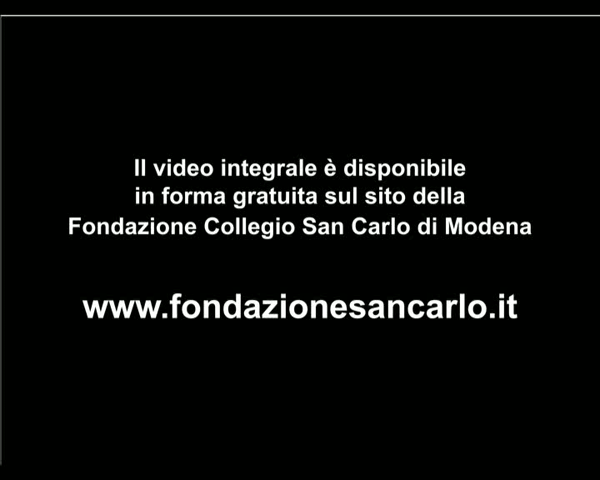 Il video integrale è disponibile
in forma gratuita sul sito della
Fondazione Collegio San Carlo di Modena
www.fondazionesancarlo.it